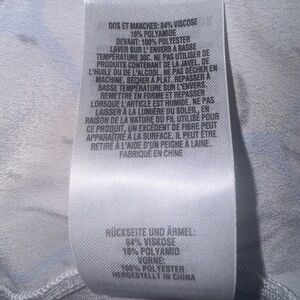 DOS ET MANCHES: 84% VISCOSE
16% POLYAMIDE
DEVANT: 100% POLYESTER
LAVER SUR L' ENVERS A BASSE
TEMPÉRATURE 30C. NE PAS UTILISER DE
PRODUITS CONTENANT DE LA JAVEL, DE
L'HUILE OU DE L'ALCOOL. NE PAS SÉCHER EN
MACHINE. SÉCHER À PLAT. REPASSER À
BASSE TEMPÉRATURE SUR L'ENVERS.
REMETTRE EN FORME ET REPASSER
LORSQUE L'ARTICLE EST HUMIDE. NE PAS
LAISSER À LA LUMIÈRE DU SOLEIL. EN
RAISON DE LA NATURE DU FIL UTILISÉ POUR
CE PRODUIT, UN EXCÉDENT DE FIBRE PEUT
APPARAÎTRE À LA SURFACE. IL PEUT ÊTRE
RETIRÉ À L'AIDE D'UN PEIGNE À LAINE.
FABRIQUÉ EN CHINE
RÜCKSEITE UND ÄRMEL:
84% VISKOSE
16% POLYAMID
VORNE:
100% POLYESTER
HERGESTELLT IN CHINA